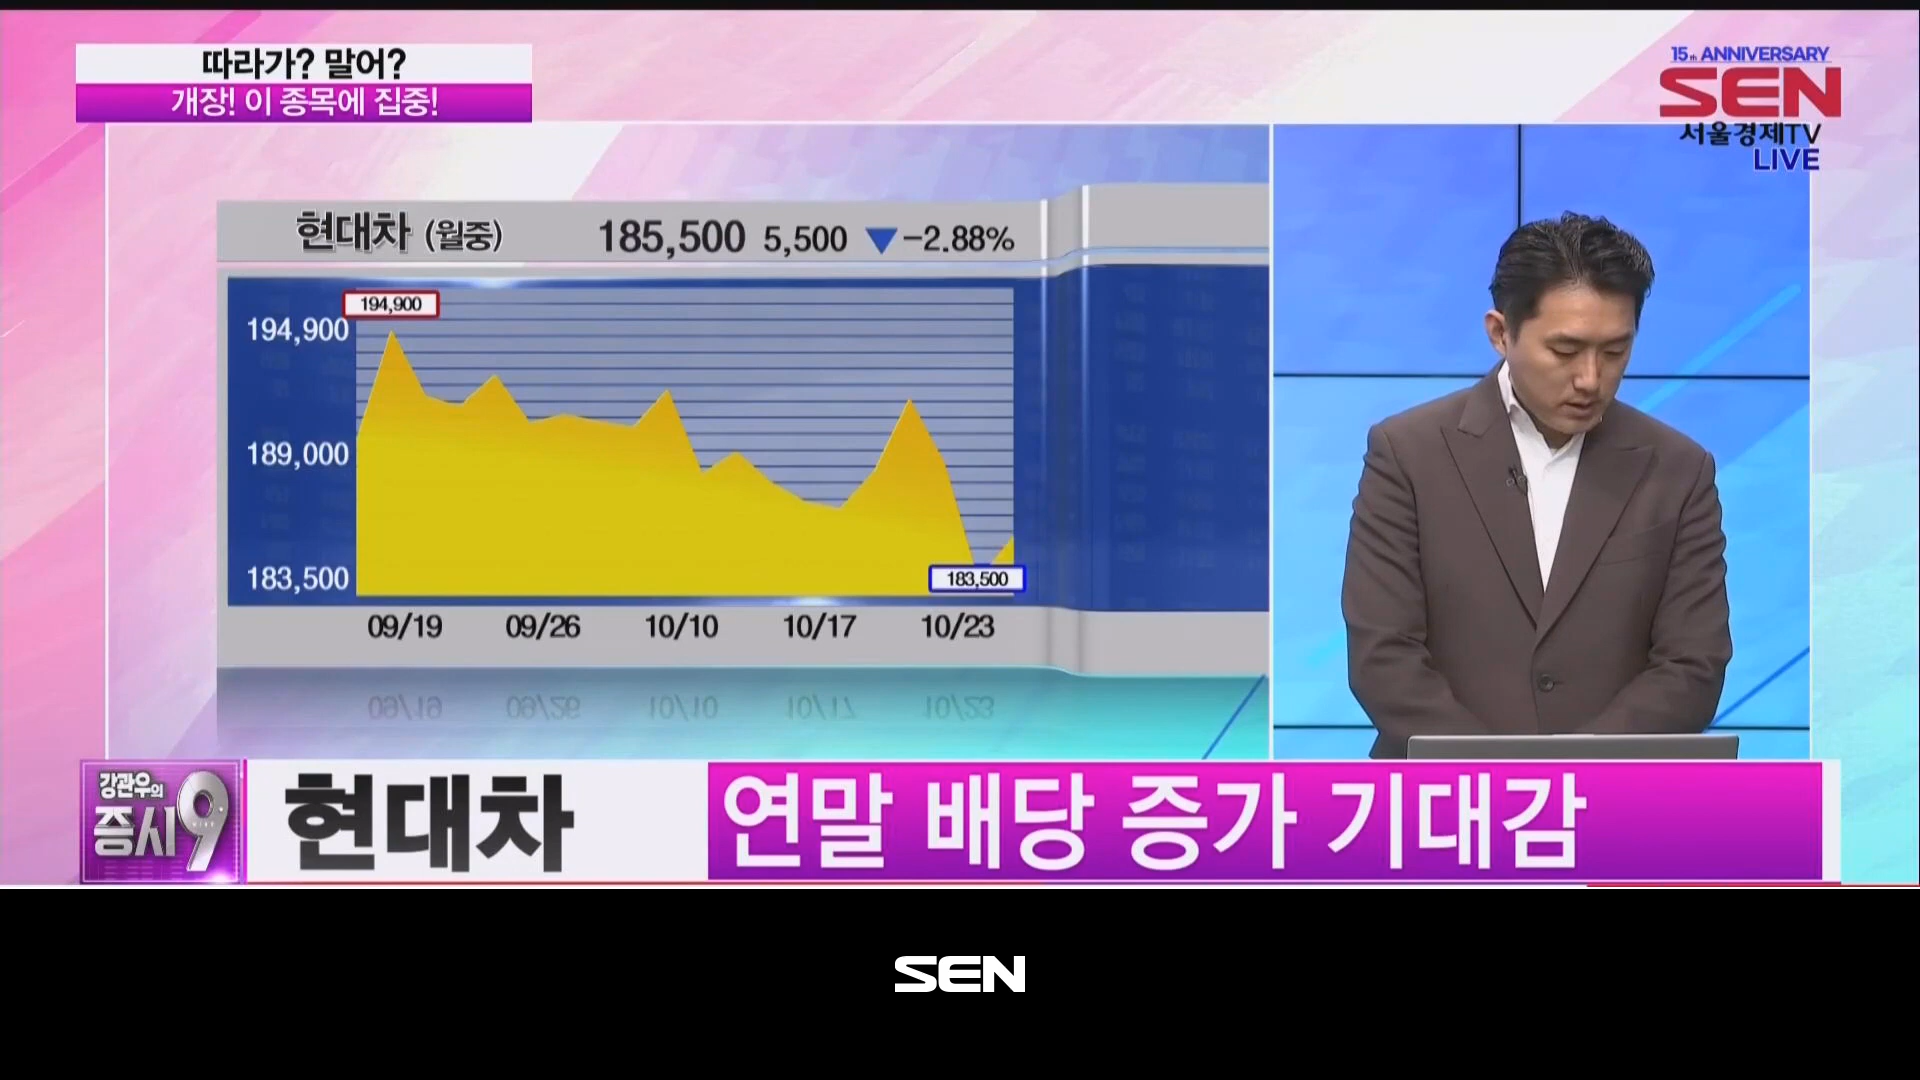 따라가? 말어?
개장! 이 종목에 집중!
15th ANNIVERSARY
SEN
서울경제TV
LIVE
현대차 (월중) 185,500 5,500 ▼-2.88%
194,900
194,900
189,000
183,500
183,500
09/19 09/26 10/10 10/17 10/23
강관우의
증시9
현대차 연말 배당 증가 기대감
SEN